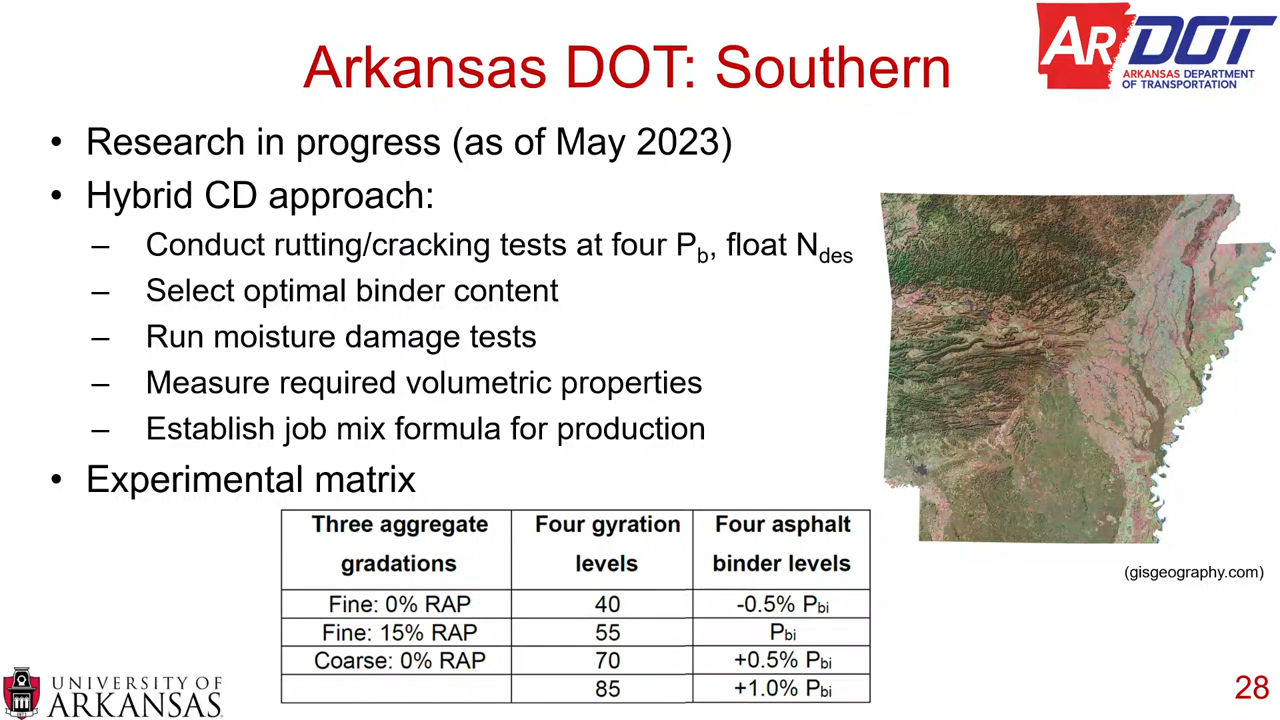 Arkansas DOT: Southern
ARDOT
ARKANSAS DEPARTMENT
OF TRANSPORTATION
• Research in progress (as of May 2023)
• Hybrid CD approach:
– Conduct rutting/cracking tests at four Pb, float Ndes
– Select optimal binder content
– Run moisture damage tests
– Measure required volumetric properties
– Establish job mix formula for production
• Experimental matrix
Three aggregate gradations | Four gyration levels | Four asphalt binder levels
Fine: 0% RAP | 40 | -0.5% Pbi
Fine: 15% RAP | 55 | Pbi
Coarse: 0% RAP | 70 | +0.5% Pbi
85 | +1.0% Pbi
(gisgeography.com)
UNIVERSITY OF
ARKANSAS
28